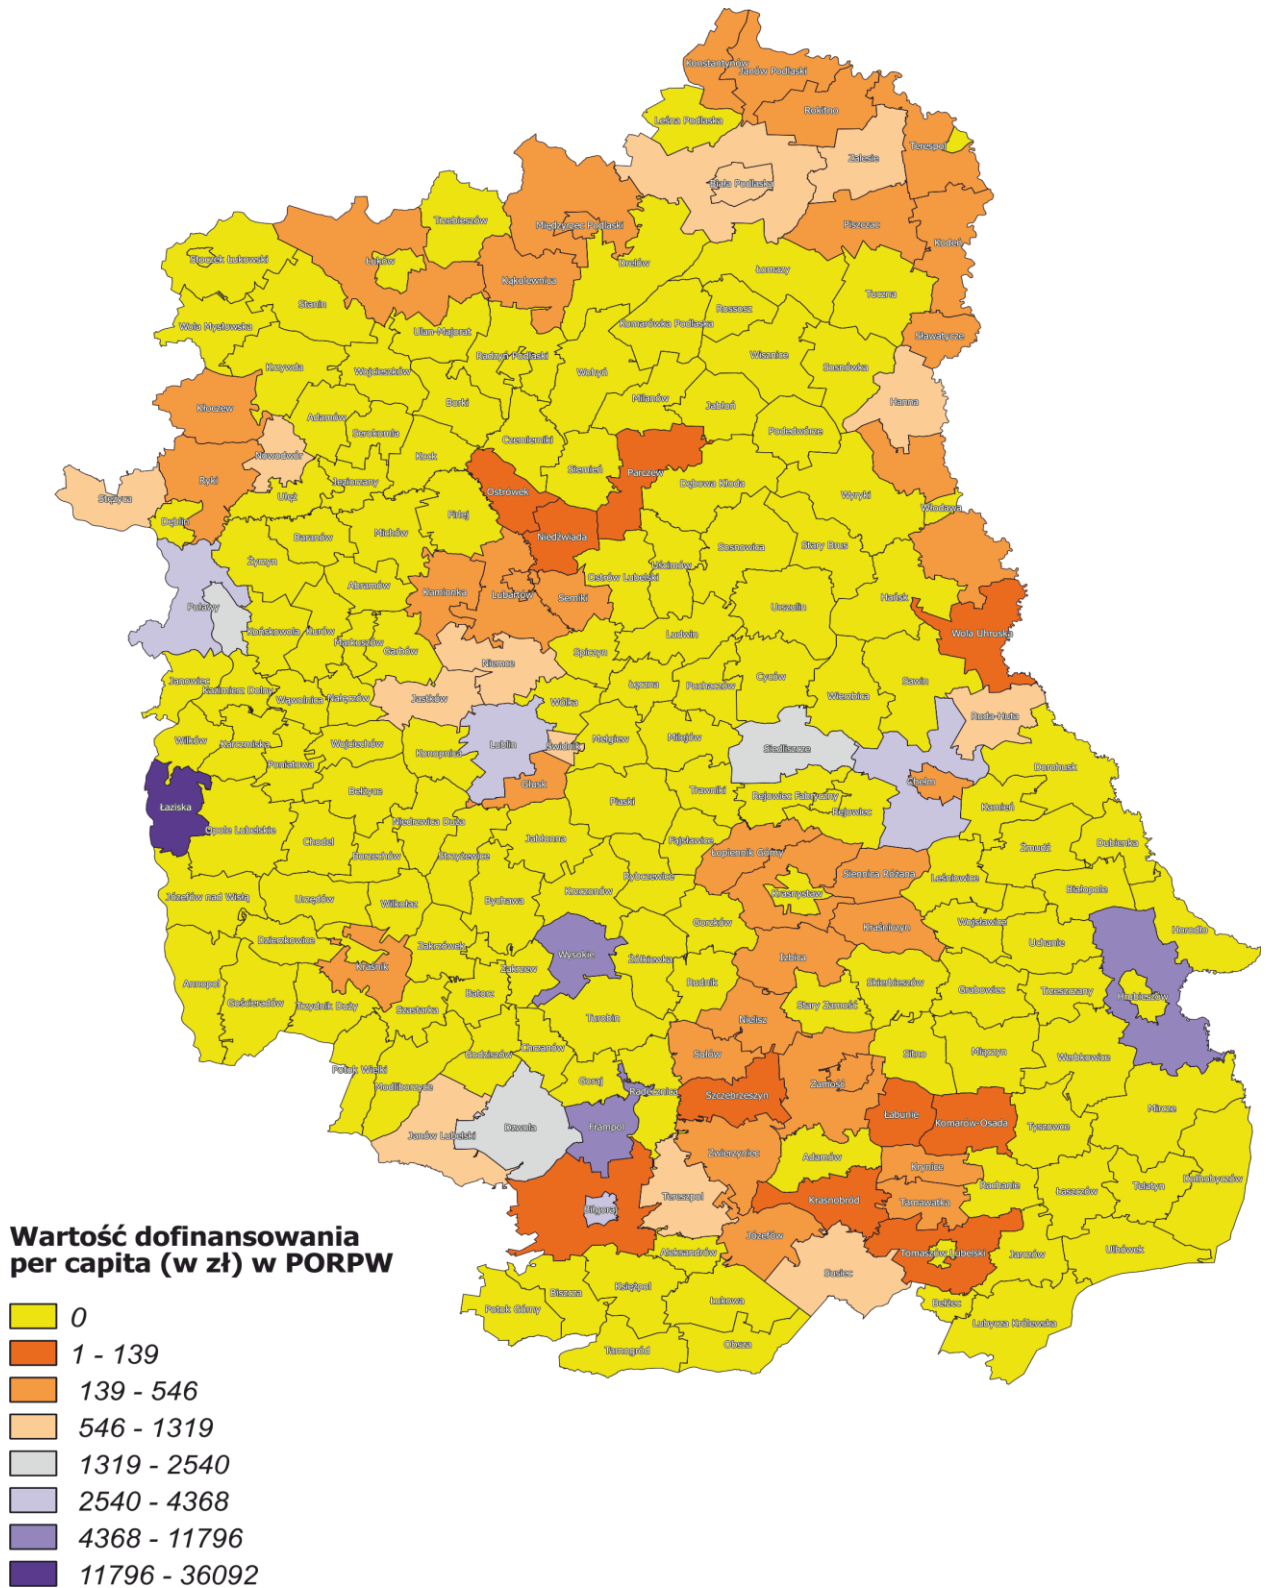 Konstantynów
Janów Podlaski
Rokitno
Leśna Podlaska
Terespol
Zalesie
Biała Podlaska
Trzebieszów
Międzyrzec Podlaski
Piszczac
Kodeń
Stoczek Łukowski
Łuków
Drelów
Łomazy
Kąkolewnica
Tuczna
Stanin
Rossosz
Wola Mysłowska
Ulan-Majorat
Komarówka Podlaska
Sławatycze
Radzyń Podlaski
Wisznice
Krzywda
Wojcieszków
Wohyń
Sosnówka
Borki
Milanów
Jabłoń
Hanna
Kłoczew
Adamów
Serokomla
Czemierniki
Podedwórze
Nowodwór
Kock
Siemień
Parczew
Ryki
Jeziorzany
Dębowa Kłoda
Stężyca
Ułęż
Ostrówek
Wyryki
Dęblin
Firlej
Włodawa
Baranów
Michów
Niedźwiada
Sosnowica
Stary Brus
Żyrzyn
Uścimów
Abramów
Ostrów Lubelski
Kamionka
Lubartów
Serniki
Hańsk
Puławy
Urszulin
Końskowola
Kurów
Markuszów
Garbów
Ludwin
Wola Uhruska
Spiczyn
Niemce
Janowiec
Kazimierz Dolny
Wąwolnica
Nałęczów
Jastków
Łęczna
Puchaczów
Cyców
Wierzbica
Sawin
Wólka
Ruda-Huta
Wilków
Karczmiska
Wojciechów
Konopnica
Lublin
Świdnik
Mełgiew
Milejów
Siedliszcze
Poniatowa
Dorohusk
Łaziska
Bełżyce
Głusk
Piaski
Trawniki
Rejowiec Fabryczny
Chełm
Rejowiec
Kamień
Opole Lubelskie
Chodel
Niedrzwica Duża
Borzechów
Strzyżewice
Jabłonna
Fajsławice
Łopiennik Górny
Żmudź
Dubienka
Siennica Różana
Leśniowice
Józefów nad Wisłą
Urzędów
Wilkołaz
Bychawa
Krzczonów
Rybczewice
Krasnystaw
Białopole
Gorzków
Kraśniczyn
Wojsławice
Horodło
Dzierzkowice
Zakrzówek
Wysokie
Żółkiewka
Izbica
Uchanie
Kraśnik
Zakrzew
Annopol
Gościeradów
Trzydnik Duży
Szastarka
Batorz
Rudnik
Skierbieszów
Grabowiec
Trzeszczany
Hrubieszów
Stary Zamość
Turobin
Nielisz
Chrzanów
Godziszów
Sułów
Sitno
Miączyn
Werbkowice
Potok Wielki
Modliborzyce
Goraj
Radecznica
Szczebrzeszyn
Zamość
Mircze
Łabunie
Komarów-Osada
Tyszowce
Janów Lubelski
Dzwola
Frampol
Zwierzyniec
Adamów
Krynice
Rachanie
Łaszczów
Telatyn
Dołhobyczów
Tereszpol
Krasnobród
Tarnawatka
Biłgoraj
Józefów
Tomaszów Lubelski
Jarczów
Ulhówek
Aleksandrów
Susiec
Biszcza
Księżpol
Łukowa
Bełżec
Potok Górny
Lubycza Królewska
Obsza
Tarnogród
Wartość dofinansowania
per capita (w zł) w PORPW
0
1 - 139
139 - 546
546 - 1319
1319 - 2540
2540 - 4368
4368 - 11796
11796 - 36092